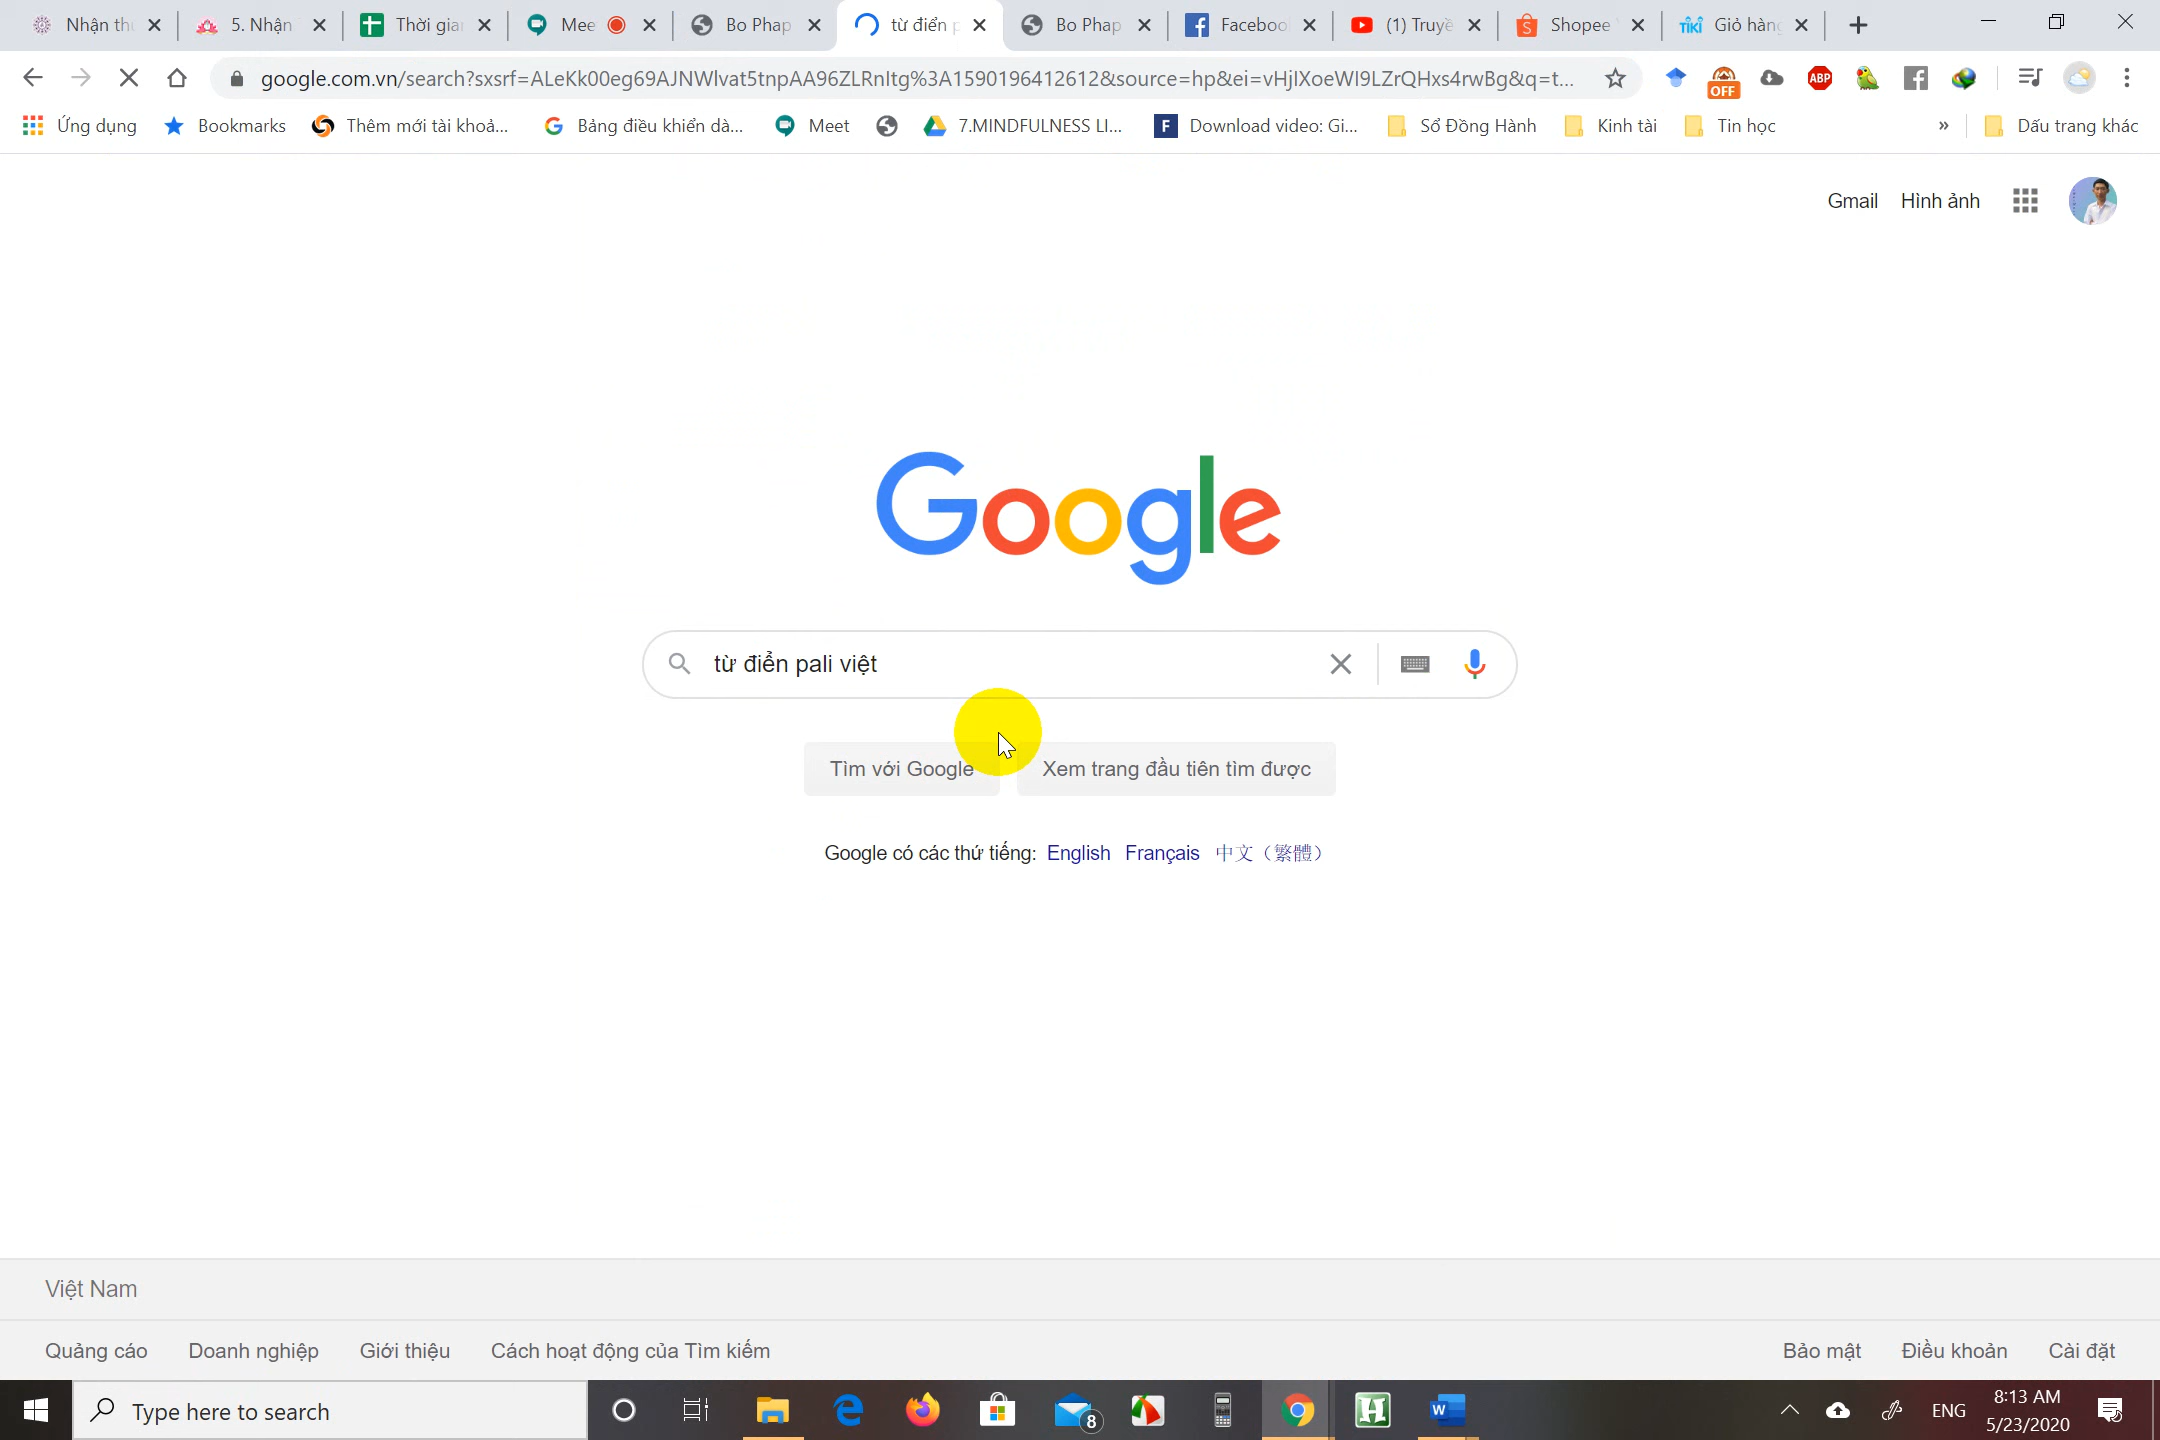 Nhận th
5. Nhận
Thời gia
Mee
Bo Phap
từ điển p
Bo Phap
Faceboo
(1) Truyề
Shopee
TIKI Giỏ hàng
google.com.vn/search?sxsrf=ALeKk00eg69AJNWlvat5tnpAA96ZLRnItg%3A1590196412612&source=hp&ei=vHjIXoeWI9LZrQHxs4rwBg&q=t...
OFF
ABP
Ứng dụng
Bookmarks
Thêm mới tài khoả...
Bảng điều khiển dà...
Meet
7.MINDFULNESS LI...
F Download video: Gi...
Sổ Đồng Hành
Kinh tài
Tin học
»
Dấu trang khác
Gmail Hình ảnh
Google
từ điển pali việt
Tìm với Google
Xem trang đầu tiên tìm được
Google có các thứ tiếng: English Français 中文（繁體）
Việt Nam
Quảng cáo Doanh nghiệp Giới thiệu Cách hoạt động của Tìm kiếm
Bảo mật Điều khoản Cài đặt
Type here to search
8
ENG
8:13 AM
5/23/2020